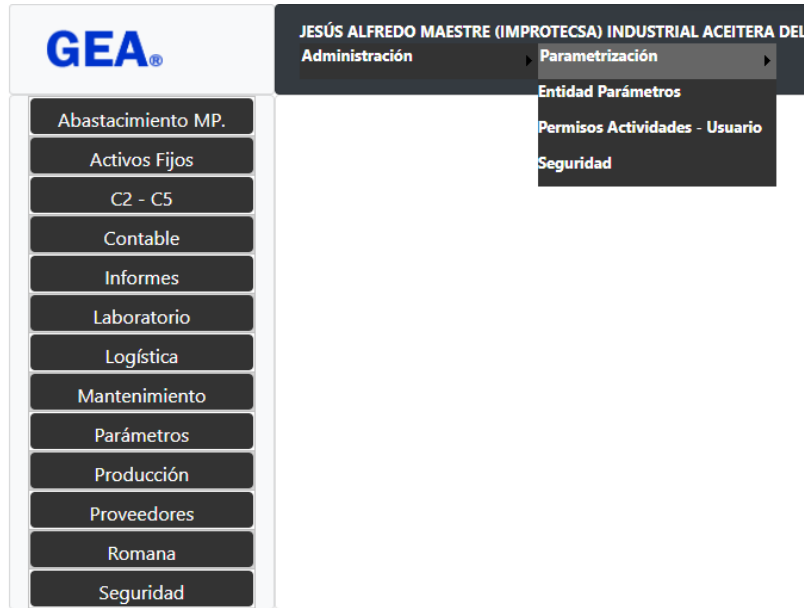 GEA®
JESÚS ALFREDO MAESTRE (IMPROTECSA) INDUSTRIAL ACEITERA DEL
Administración
Parametrización
Entidad Parámetros
Permisos Actividades - Usuario
Seguridad
Abastacimiento MP.
Activos Fijos
C2 - C5
Contable
Informes
Laboratorio
Logística
Mantenimiento
Parámetros
Producción
Proveedores
Romana
Seguridad